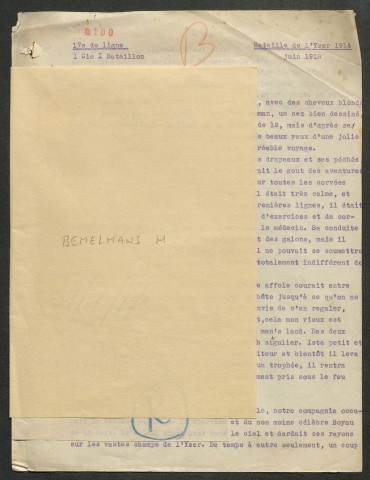 4100
17e de ligne
1 Cie I Bataillon
B
Bataille de l'Yser 1914
juin 1918
, avec des cheveux blonds
man, un nez bien dessiné,
de 12, mais d'après se/
e beaux yeux d'une jolie
réable voyage.
s drapeaux et ses péchés
it le gout des aventures
ur toutes les corvées
l était très calme, et
remières lignes, il était
d'exercices et de cor-
le médecin. Sa conduite
t des galons, mais il
l ne pouvait se soumettre
totalement indifférent de
BEMELMANS M
e affole courait entre
bête jusqu'à ce qu'on ne
nvie de s'en regaler,
t, cela mon vieux est
man's land. Des deux
Ista petit et
iteur et bientôt il leva
un trophée, il rentra
ment pris sous le feu
lo, notre compagnie occu-
et du non moins célèbre Boyau
le ciel et dardait ses rayons
sur les vastes champs de l'Yser. De temps à autre seulement, un coup